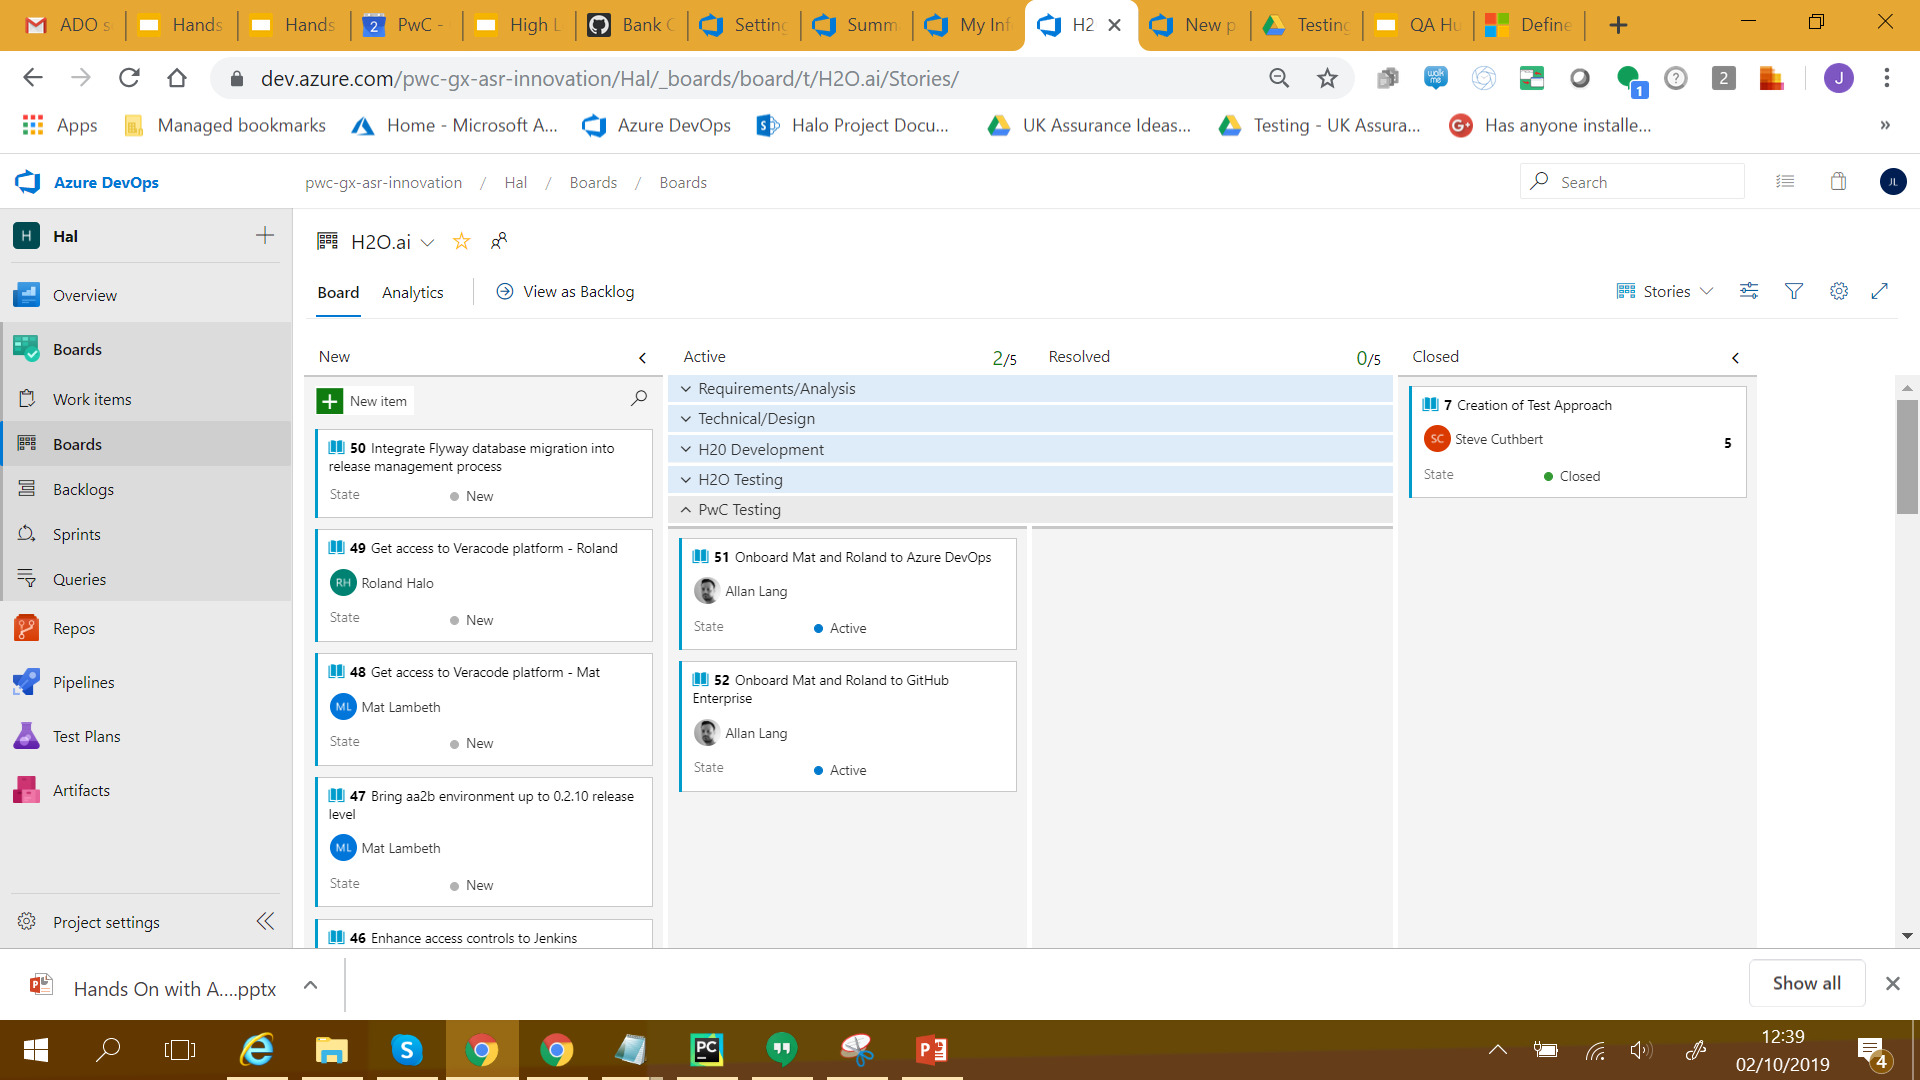 ADO s
Hands
Hands
2
PwC -
High L
Bank C
Setting
Summ
My Inf
H2
New p
Testing
QA Hu
Define
dev.azure.com/pwc-gx-asr-innovation/Hal/_boards/board/t/H2O.ai/Stories/
walk me
1
2
J
Apps
Managed bookmarks
Home - Microsoft A...
Azure DevOps
Halo Project Docu...
UK Assurance Ideas...
Testing - UK Assura...
Has anyone installe...
»
Azure DevOps
pwc-gx-asr-innovation / Hal / Boards / Boards
Search
JL
H
Hal
Overview
Boards
Work items
Boards
Backlogs
Sprints
Queries
Repos
Pipelines
Test Plans
Artifacts
Project settings
H2O.ai
Board
Analytics
View as Backlog
Stories
New
Active
2/5
Resolved
0/5
Closed
New item
50 Integrate Flyway database migration into
release management process
State
New
49 Get access to Veracode platform - Roland
RH
Roland Halo
State
New
48 Get access to Veracode platform - Mat
ML
Mat Lambeth
State
New
47 Bring aa2b environment up to 0.2.10 release
level
ML
Mat Lambeth
State
New
46 Enhance access controls to Jenkins
Requirements/Analysis
Technical/Design
H20 Development
H2O Testing
PwC Testing
51 Onboard Mat and Roland to Azure DevOps
Allan Lang
State
Active
52 Onboard Mat and Roland to GitHub
Enterprise
Allan Lang
State
Active
7 Creation of Test Approach
SC
Steve Cuthbert
5
State
Closed
Hands On with A....pptx
Show all
PC
12:39
02/10/2019
4